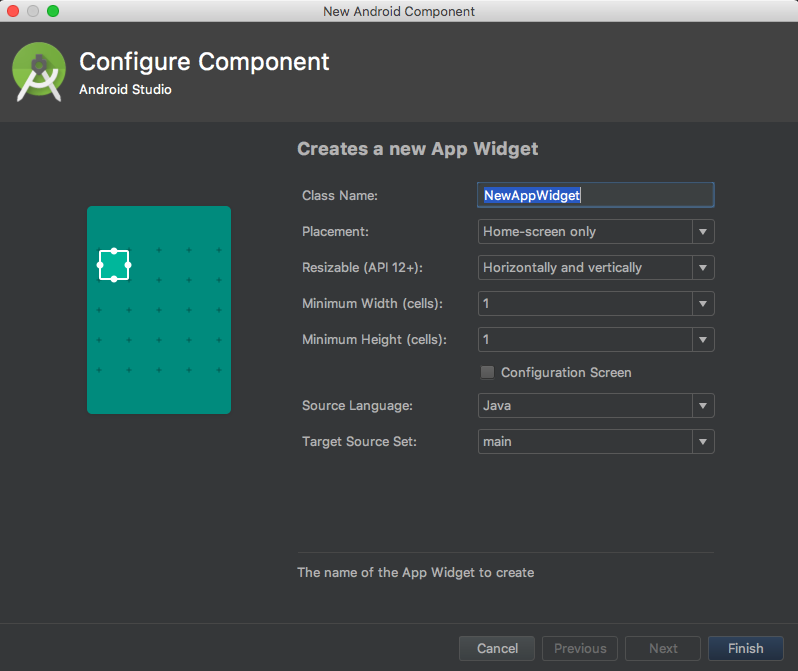 New Android Component
Configure Component
Android Studio
Creates a new App Widget
Class Name: NewAppWidget
Placement: Home-screen only
Resizable (API 12+): Horizontally and vertically
Minimum Width (cells): 1
Minimum Height (cells): 1
Configuration Screen
Source Language: Java
Target Source Set: main
The name of the App Widget to create
Cancel Previous Next Finish